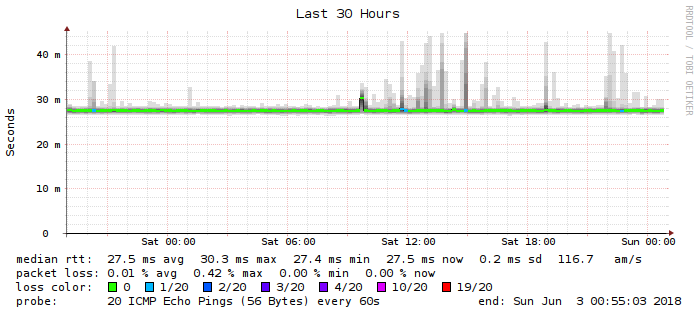 Last 30 Hours
RRDTOOL / TOBI OETIKER
Seconds
40 m
30 m
20 m
10 m
0
Sat 00:00 Sat 06:00 Sat 12:00 Sat 18:00 Sun 00:00
median rtt: 27.5 ms avg 30.3 ms max 27.4 ms min 27.5 ms now 0.2 ms sd 116.7 am/s
packet loss: 0.01 % avg 0.42 % max 0.00 % min 0.00 % now
loss color: 0 1/20 2/20 3/20 4/20 10/20 19/20
probe: 20 ICMP Echo Pings (56 Bytes) every 60s end: Sun Jun 3 00:55:03 2018